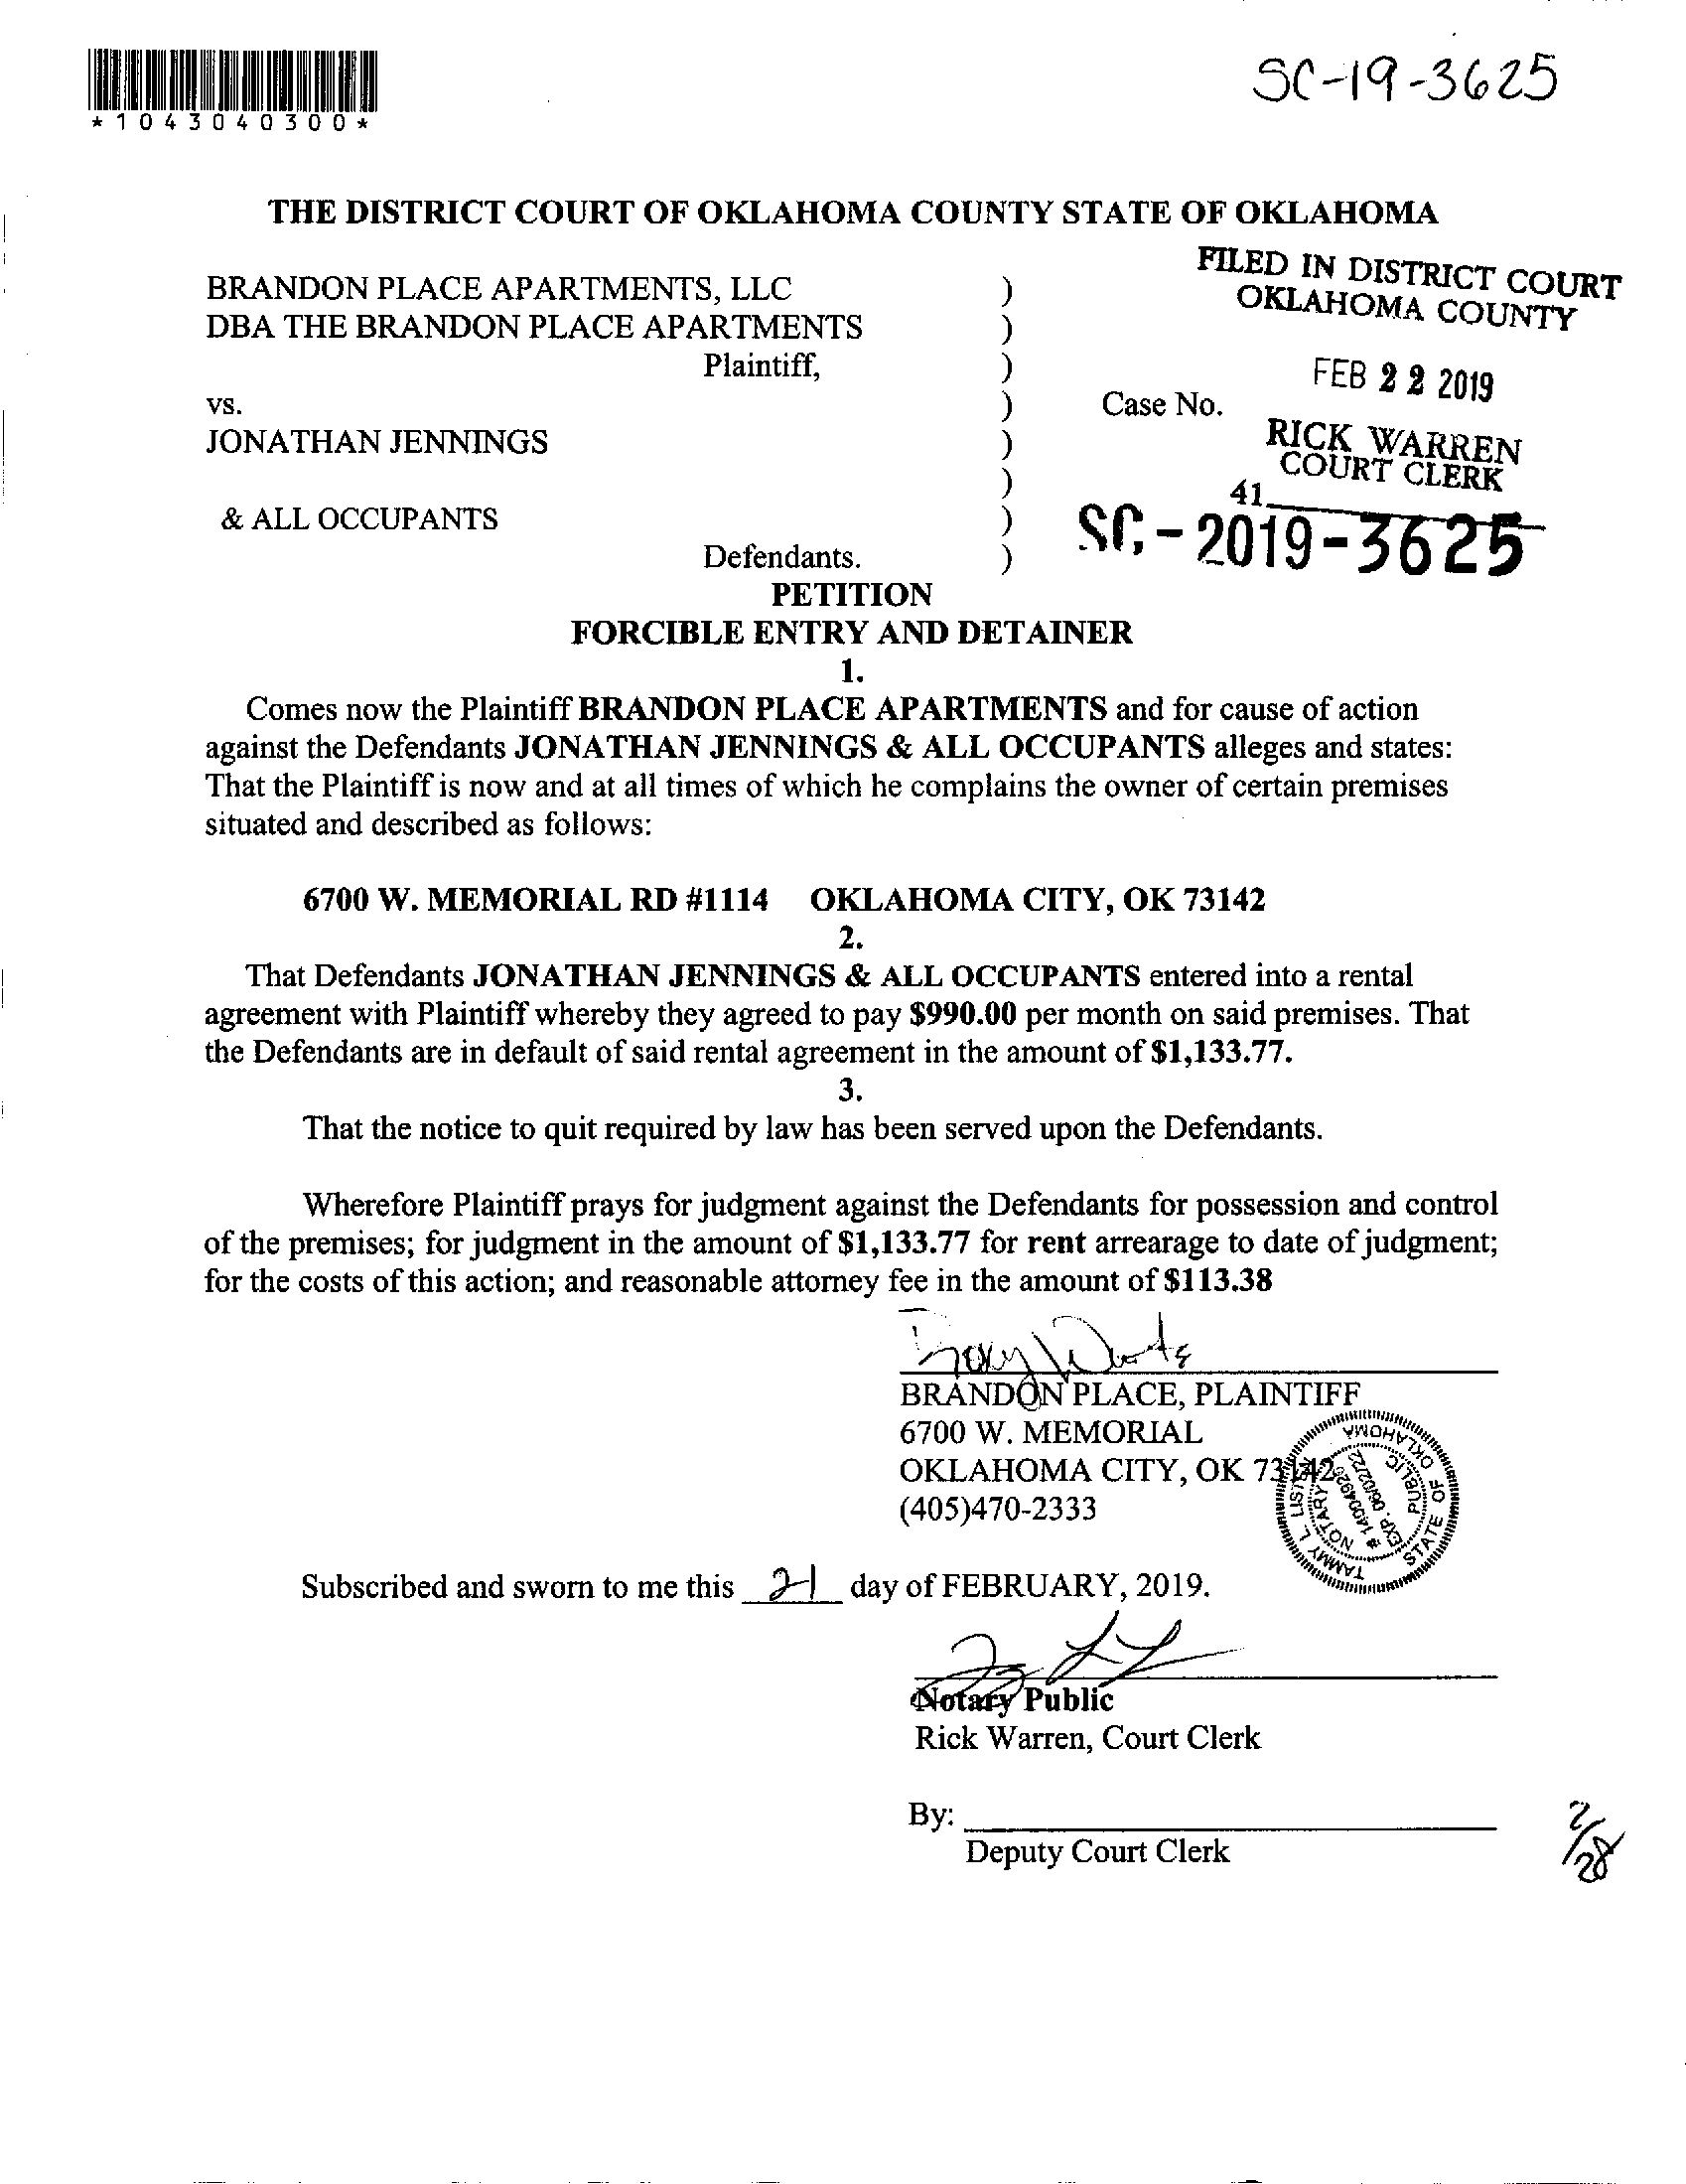 *1043040300*
SC-19-3625
THE DISTRICT COURT OF OKLAHOMA COUNTY STATE OF OKLAHOMA
FILED IN DISTRICT COURT
OKLAHOMA COUNTY
FEB 22 2019
RICK WARREN
COURT CLERK
41
BRANDON PLACE APARTMENTS, LLC )
DBA THE BRANDON PLACE APARTMENTS )
Plaintiff, )
vs. ) Case No.
JONATHAN JENNINGS )
)
& ALL OCCUPANTS ) SC-2019-3625
Defendants. )
PETITION
FORCIBLE ENTRY AND DETAINER
1.
Comes now the Plaintiff BRANDON PLACE APARTMENTS and for cause of action
against the Defendants JONATHAN JENNINGS & ALL OCCUPANTS alleges and states:
That the Plaintiff is now and at all times of which he complains the owner of certain premises
situated and described as follows:
6700 W. MEMORIAL RD #1114 OKLAHOMA CITY, OK 73142
2.
That Defendants JONATHAN JENNINGS & ALL OCCUPANTS entered into a rental
agreement with Plaintiff whereby they agreed to pay $990.00 per month on said premises. That
the Defendants are in default of said rental agreement in the amount of $1,133.77.
3.
That the notice to quit required by law has been served upon the Defendants.
Wherefore Plaintiff prays for judgment against the Defendants for possession and control
of the premises; for judgment in the amount of $1,133.77 for rent arrearage to date of judgment;
for the costs of this action; and reasonable attorney fee in the amount of $113.38
BRANDON PLACE, PLAINTIFF
6700 W. MEMORIAL
OKLAHOMA CITY, OK 73142
(405)470-2333
TAMMY L. LISTER
NOTARY PUBLIC
STATE OF OKLAHOMA
EXP. 06/02/22
Subscribed and sworn to me this 21 day of FEBRUARY, 2019.
Notary Public
Rick Warren, Court Clerk
By:
Deputy Court Clerk
2/28